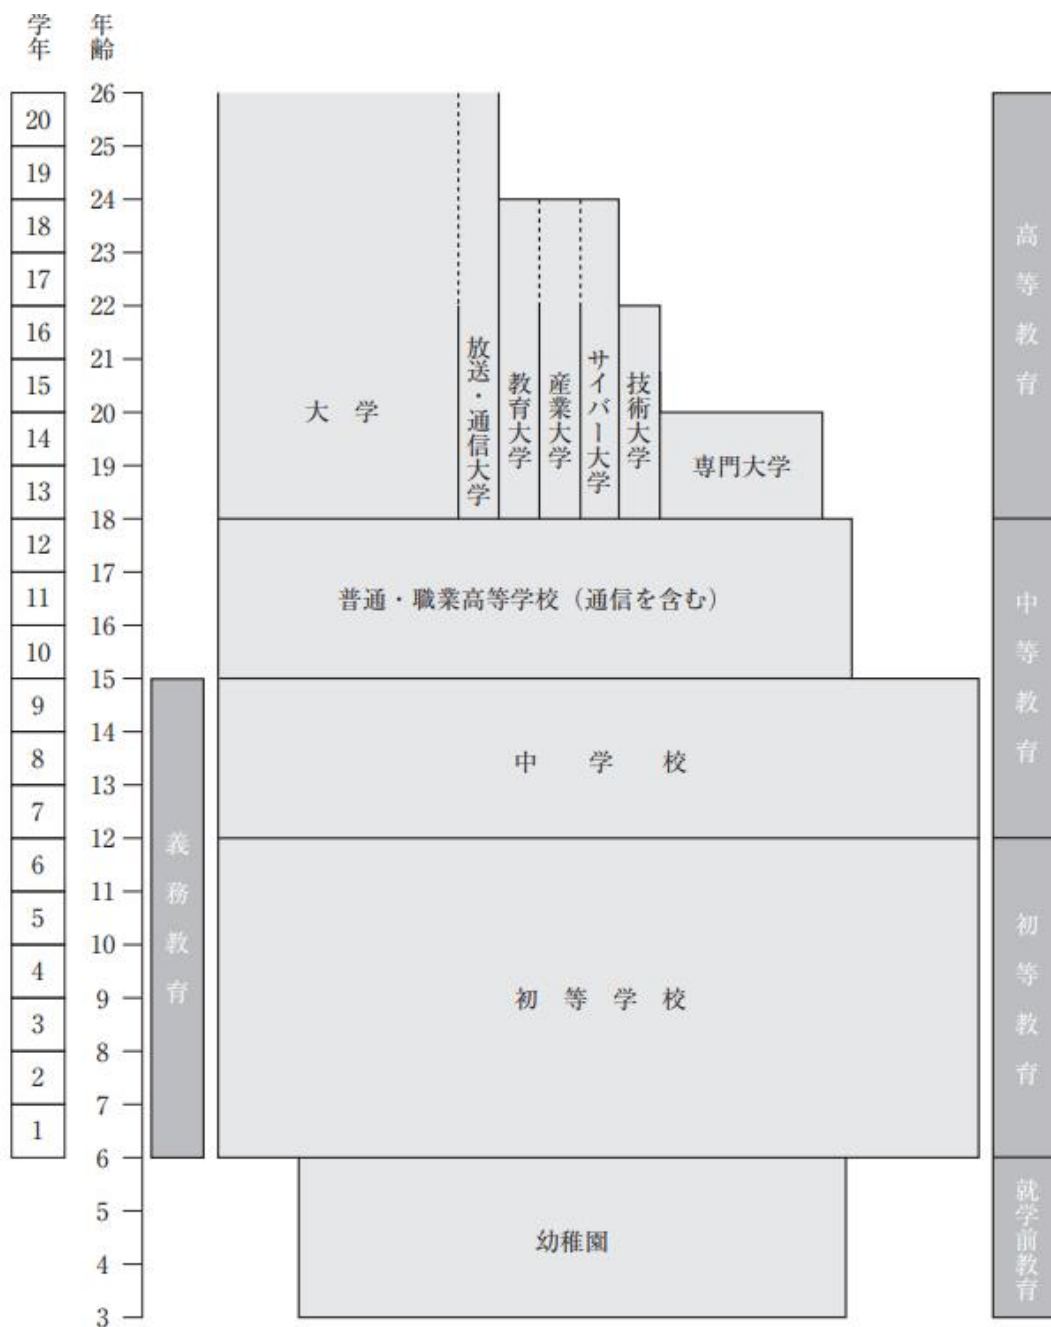 学年
年齢
26
20
25
19
24
18
23
17
22
16
21
15
20
14
19
13
18
12
17
11
16
10
15
9
14
8
13
7
12
6
11
5
10
4
9
3
8
2
7
1
6
5
4
3
義務教育
大学
放送・通信大学
教育大学
産業大学
サイバー大学
技術大学
専門大学
普通・職業高等学校（通信を含む）
中学校
初等学校
幼稚園
高等教育
中等教育
初等教育
就学前教育